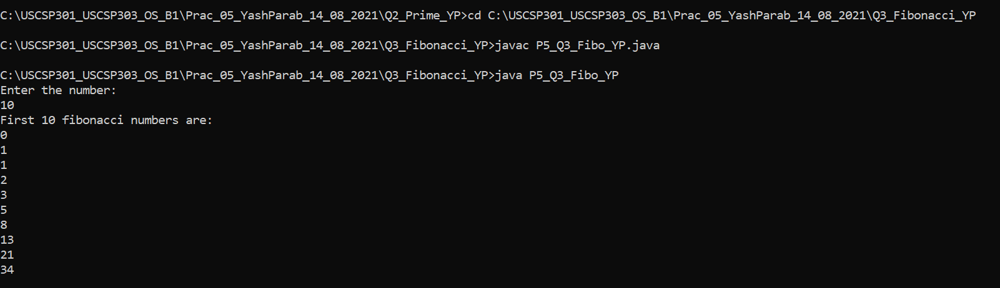 C:\USCSP301_USCSP303_OS_B1\Prac_05_YashParab_14_08_2021\Q2_Prime_YP>cd C:\USCSP301_USCSP303_OS_B1\Prac_05_YashParab_14_08_2021\Q3_Fibonacci_YP
C:\USCSP301_USCSP303_OS_B1\Prac_05_YashParab_14_08_2021\Q3_Fibonacci_YP>javac P5_Q3_Fibo_YP.java
C:\USCSP301_USCSP303_OS_B1\Prac_05_YashParab_14_08_2021\Q3_Fibonacci_YP>java P5_Q3_Fibo_YP
Enter the number:
10
First 10 fibonacci numbers are:
0
1
1
2
3
5
8
13
21
34